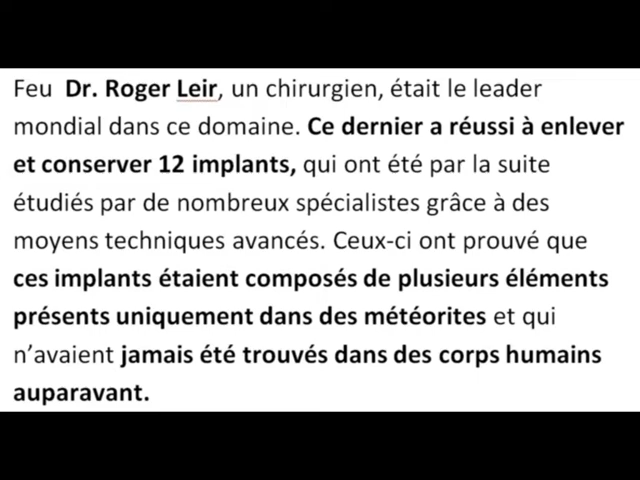 Feu Dr. Roger Leir, un chirurgien, était le leader
mondial dans ce domaine. Ce dernier a réussi à enlever
et conserver 12 implants, qui ont été par la suite
étudiés par de nombreux spécialistes grâce à des
moyens techniques avancés. Ceux-ci ont prouvé que
ces implants étaient composés de plusieurs éléments
présents uniquement dans des météorites et qui
n’avaient jamais été trouvés dans des corps humains
auparavant.